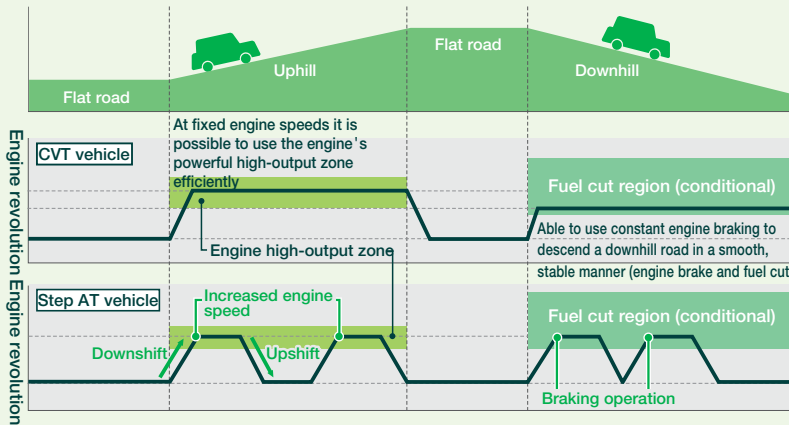 Flat road
Uphill
Flat road
Downhill
Engine revolution
CVT vehicle
At fixed engine speeds it is
possible to use the engine's
powerful high-output zone
efficiently
Engine high-output zone
Fuel cut region (conditional)
Able to use constant engine braking to
descend a downhill road in a smooth,
stable manner (engine brake and fuel cut
Engine revolution
Step AT vehicle
Increased engine
speed
Downshift
Upshift
Fuel cut region (conditional)
Braking operation